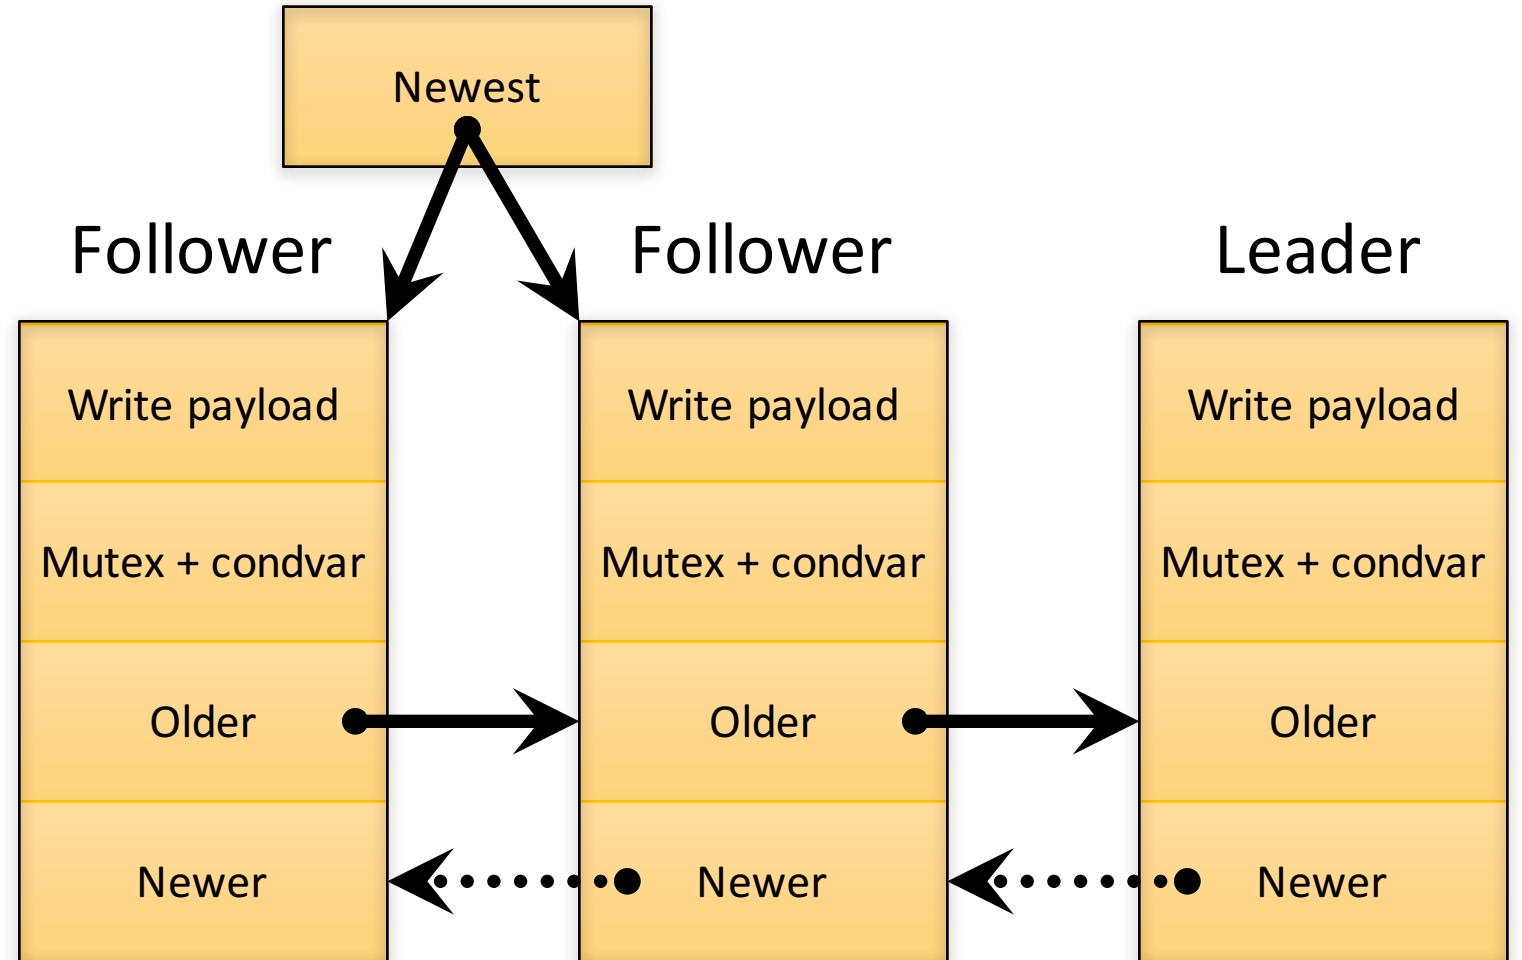 Newest
Follower
Follower
Leader
Write payload
Write payload
Write payload
Mutex + condvar
Mutex + condvar
Mutex + condvar
Older
Older
Older
Newer
Newer
Newer